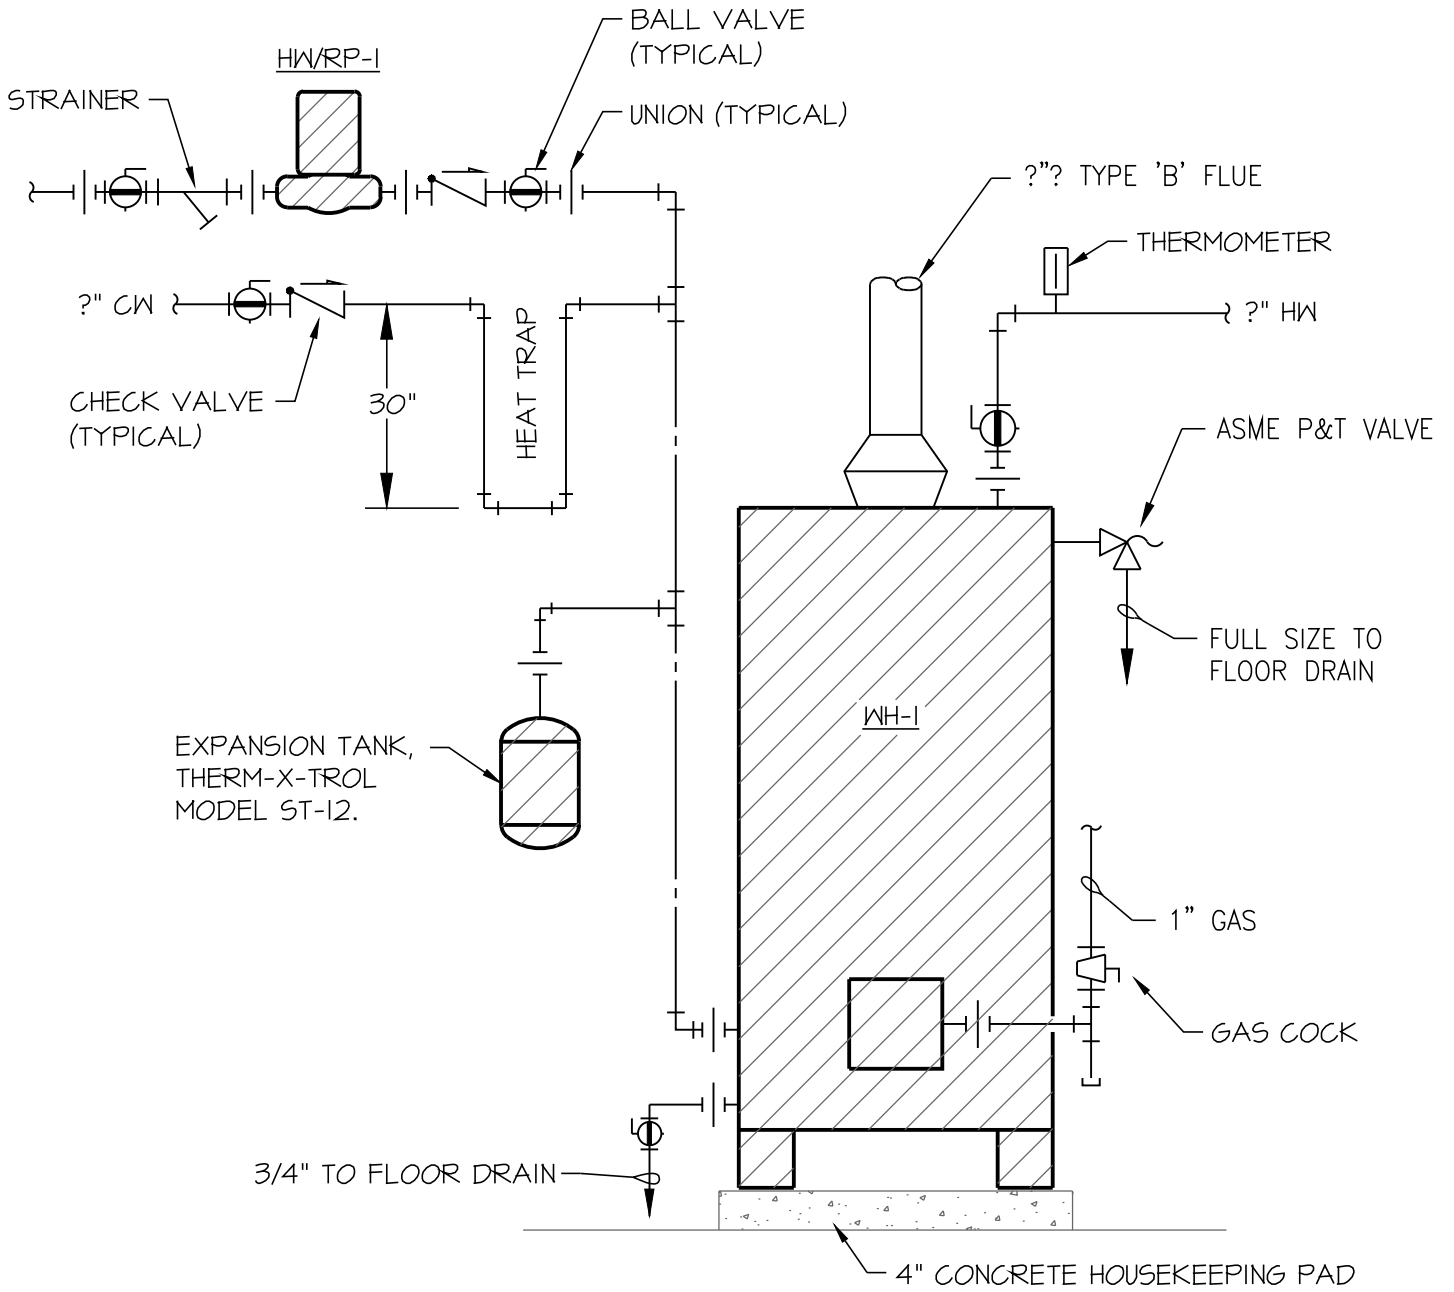 BALL VALVE
(TYPICAL)
HW/RP-1
STRAINER
UNION (TYPICAL)
?"? TYPE 'B' FLUE
THERMOMETER
?" CW
?" HW
HEAT TRAP
CHECK VALVE
(TYPICAL)
30"
ASME P&T VALVE
FULL SIZE TO
FLOOR DRAIN
WH-1
EXPANSION TANK,
THERM-X-TROL
MODEL ST-12.
1" GAS
GAS COCK
3/4" TO FLOOR DRAIN
4" CONCRETE HOUSEKEEPING PAD